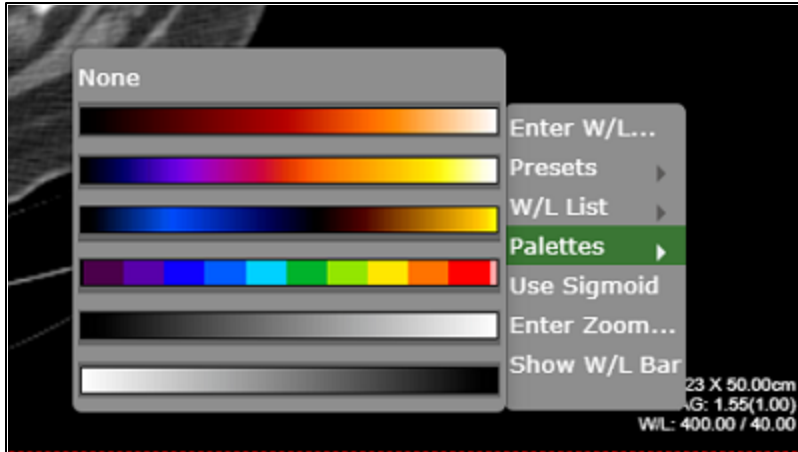 None
Enter W/L...
Presets
W/L List
Palettes
Use Sigmoid
Enter Zoom...
Show W/L Bar
23 X 50.00cm
G: 1.55(1.00)
W/L: 400.00 / 40.00